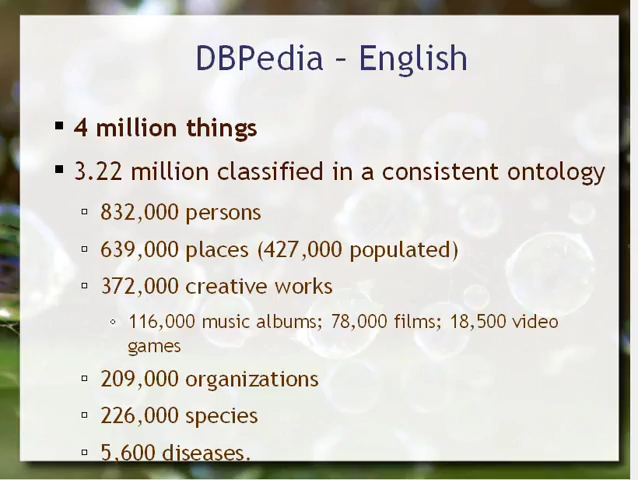 DBPedia – English
4 million things
3.22 million classified in a consistent ontology
832,000 persons
639,000 places (427,000 populated)
372,000 creative works
116,000 music albums; 78,000 films; 18,500 video
games
209,000 organizations
226,000 species
5,600 diseases.